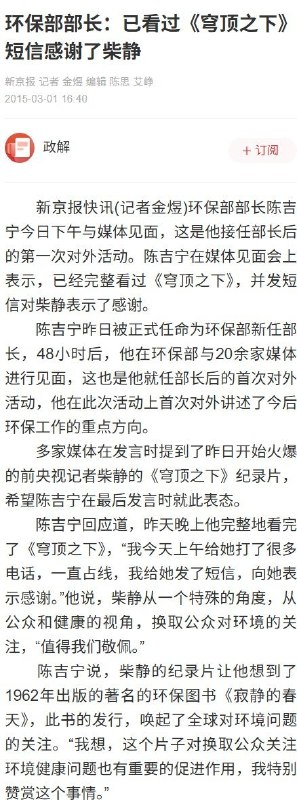 环保部部长：已看过《穹顶之下》
短信感谢了柴静
新京报 记者 金煜 编辑 陈思 艾峥
2015-03-01 16:40
政解
+ 订阅
新京报快讯(记者金煜)环保部部长陈吉
宁今日下午与媒体见面，这是他接任部长后
的第一次对外活动。陈吉宁在媒体见面会上
表示，已经完整看过《穹顶之下》，并发短
信对柴静表示了感谢。
陈吉宁昨日被正式任命为环保部新任部
长，48小时后，他在环保部与20余家媒体
进行见面，这也是他就任部长后的首次对外
活动，他在此次活动上首次对外讲述了今后
环保工作的重点方向。
多家媒体在发言时提到了昨日开始火爆
的前央视记者柴静的《穹顶之下》纪录片，
希望陈吉宁在最后发言时就此表态。
陈吉宁回应道，昨天晚上他完整地看完
了《穹顶之下》，“我今天上午给她打了很多
电话，一直占线，我给她发了短信，向她表
示感谢。”他说，柴静从一个特殊的角度，从
公众和健康的视角，换取公众对环境的关
注，“值得我们敬佩。”
陈吉宁说，柴静的纪录片让他想到了
1962年出版的著名的环保图书《寂静的春
天》，此书的发行，唤起了全球对环境问题
的关注。“我想，这个片子对换取公众关注
环境健康问题也有重要的促进作用，我特别
赞赏这个事情。”